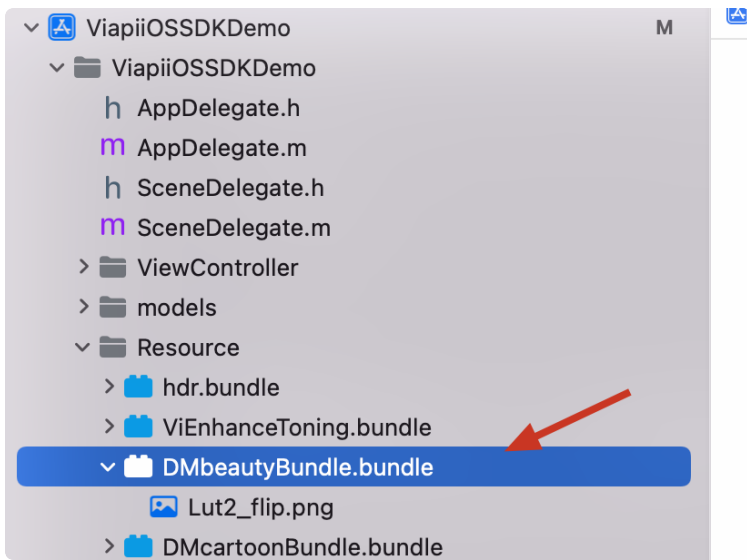 ViapiiOSSDKDemo M
ViapiiOSSDKDemo
h AppDelegate.h
m AppDelegate.m
h SceneDelegate.h
m SceneDelegate.m
ViewController
models
Resource
hdr.bundle
ViEnhanceToning.bundle
DMbeautyBundle.bundle
Lut2_flip.png
DMcartoonBundle.bundle